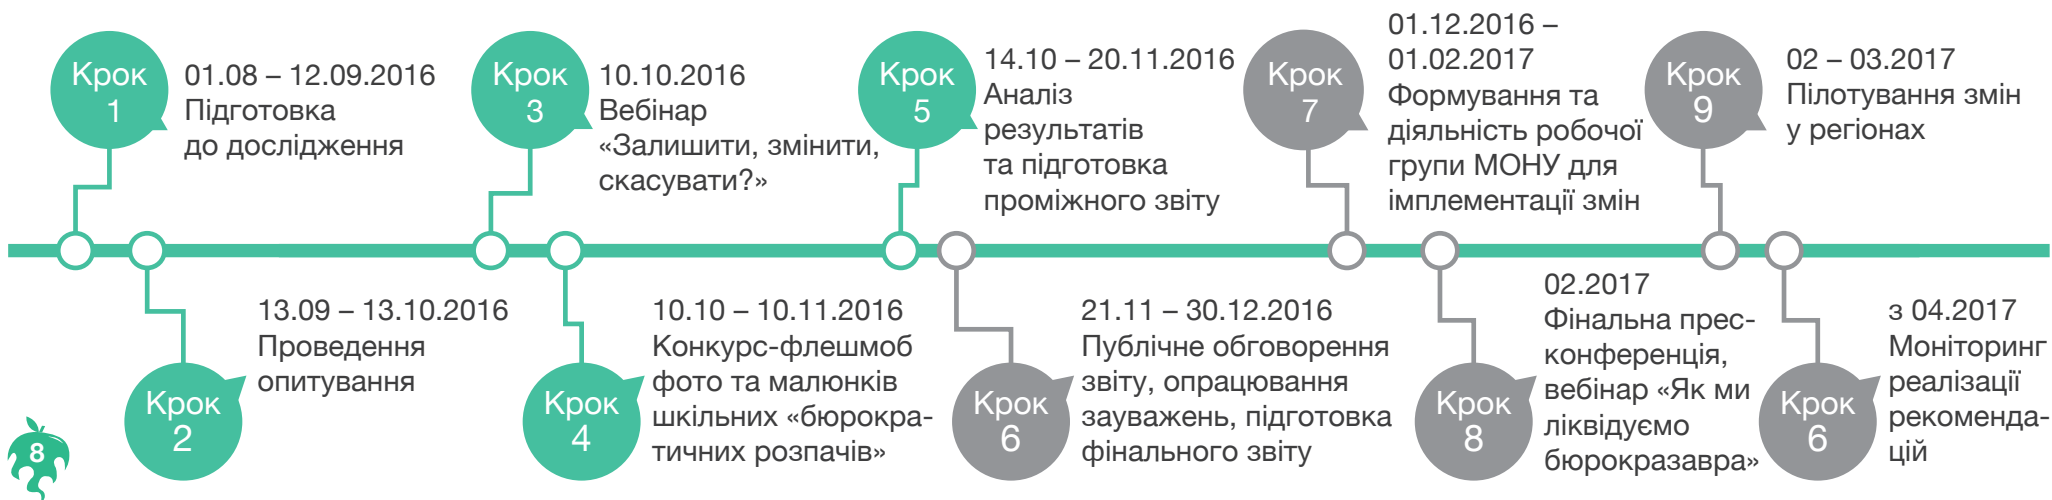 Крок
1
01.08 – 12.09.2016
Підготовка
до дослідження
Крок
2
13.09 – 13.10.2016
Проведення
опитування
Крок
3
10.10.2016
Вебінар
«Залишити, змінити,
скасувати?»
Крок
4
10.10 – 10.11.2016
Конкурс-флешмоб
фото та малюнків
шкільних «бюрокра-
тичних розпачів»
Крок
5
14.10 – 20.11.2016
Аналіз
результатів
та підготовка
проміжного звіту
Крок
6
21.11 – 30.12.2016
Публічне обговорення
звіту, опрацювання
зауважень, підготовка
фінального звіту
Крок
7
01.12.2016 –
01.02.2017
Формування та
діяльність робочої
групи МОНУ для
імплементації змін
Крок
8
02.2017
Фінальна прес-
конференція,
вебінар «Як ми
ліквідуємо
бюрокразавра»
Крок
9
02 – 03.2017
Пілотування змін
у регіонах
Крок
6
з 04.2017
Моніторинг
реалізації
рекоменда-
цій
8